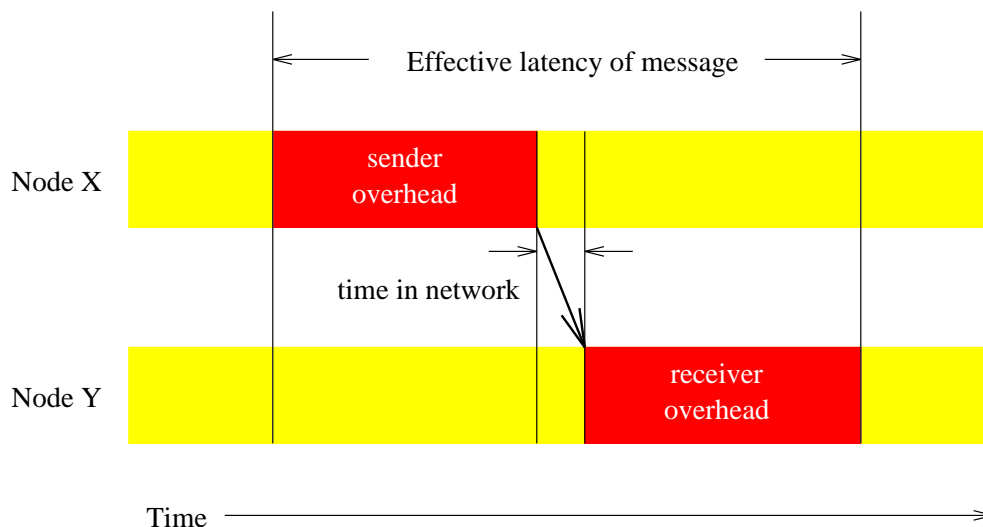 Effective latency of message
Node X
sender
overhead
time in network
Node Y
receiver
overhead
Time